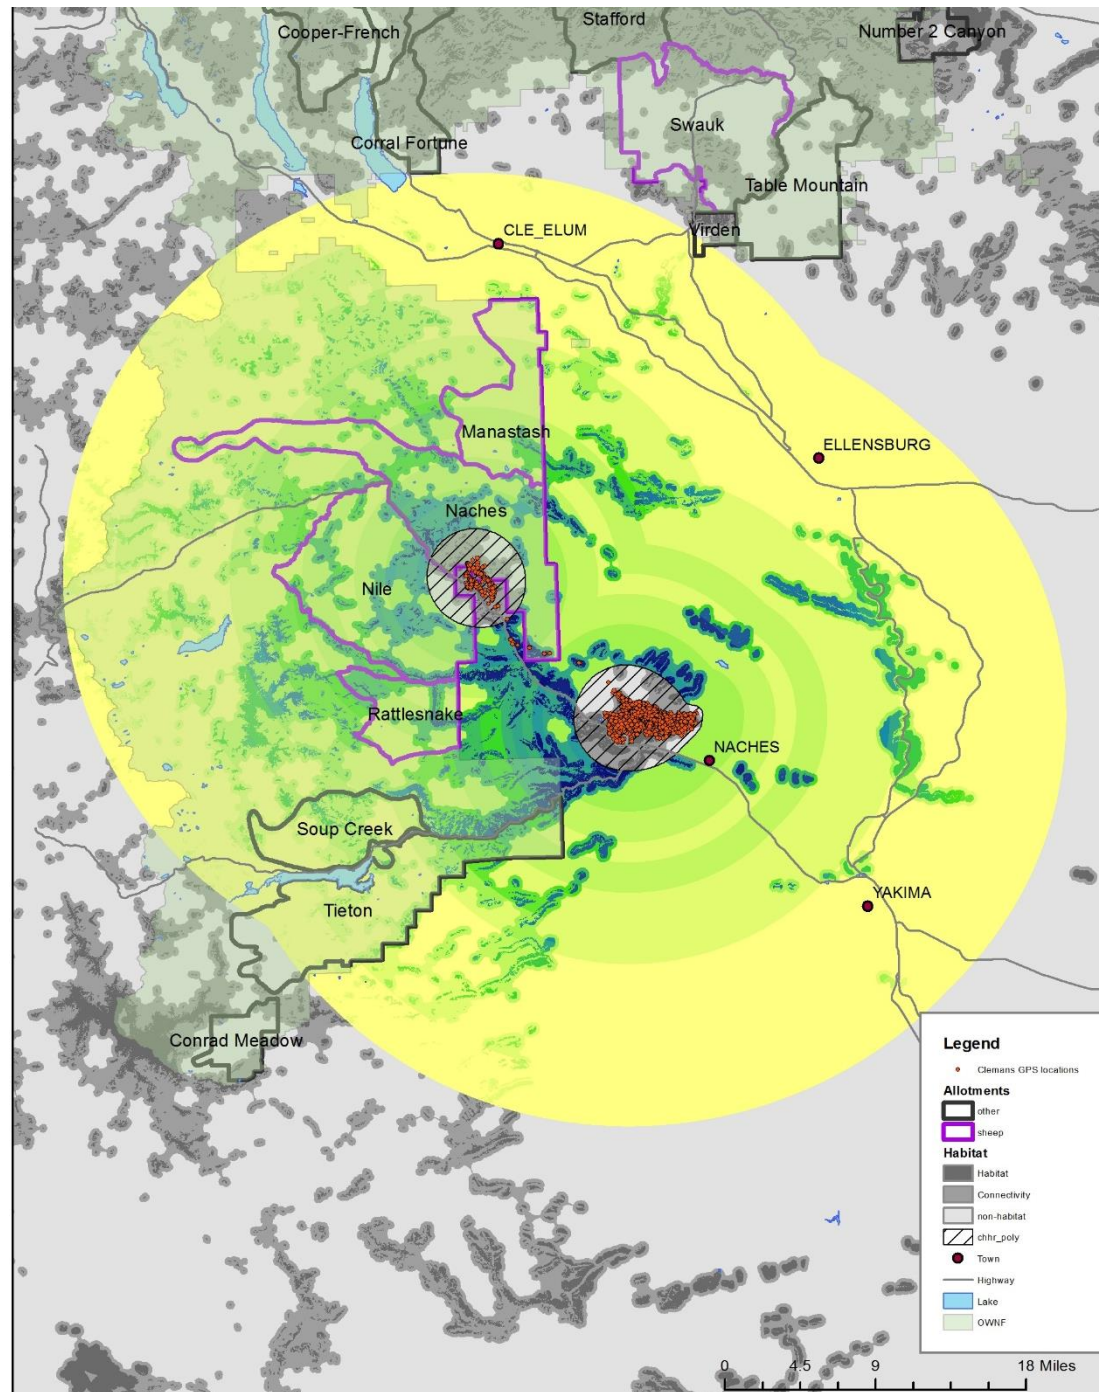 Cooper-French
Stafford
Number 2 Canyon
Corral Fortune
Swauk
Table Mountain
Virden
CLE_ELUM
Manastash
ELLENSBURG
Naches
Nile
Rattlesnake
NACHES
Soup Creek
Tieton
YAKIMA
Conrad Meadow
Legend
Clemans GPS locations
Allotments
other
sheep
Habitat
Habitat
Connectivity
non-habitat
chhr_poly
Town
Highway
Lake
OWNF
0 4.5 9 18 Miles